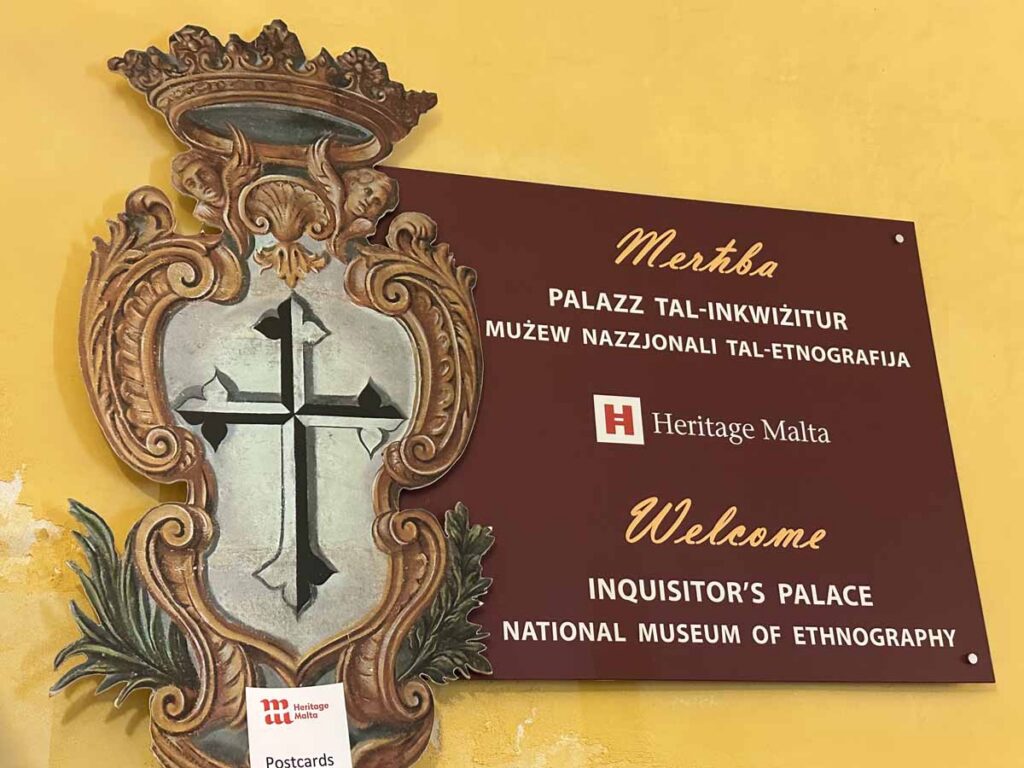 Merħba
PALAZZ TAL-INKWIŻITUR
MUŻEW NAZZJONALI TAL-ETNOGRAFIJA
H Heritage Malta
Welcome
INQUISITOR'S PALACE
NATIONAL MUSEUM OF ETHNOGRAPHY
Heritage
Malta
Postcards